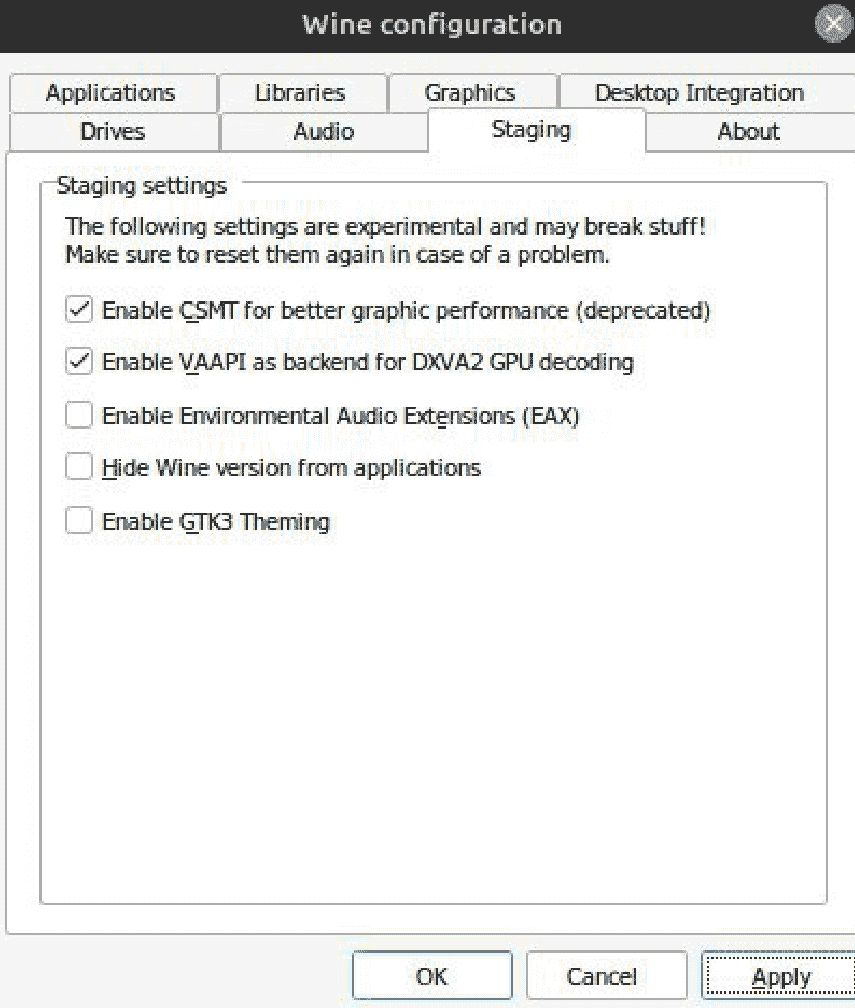 Wine configuration
Applications Libraries Graphics Desktop Integration
Drives Audio Staging About
Staging settings
The following settings are experimental and may break stuff!
Make sure to reset them again in case of a problem.
Enable CSMT for better graphic performance (deprecated)
Enable VAAPI as backend for DXVA2 GPU decoding
Enable Environmental Audio Extensions (EAX)
Hide Wine version from applications
Enable GTK3 Theming
OK Cancel Apply